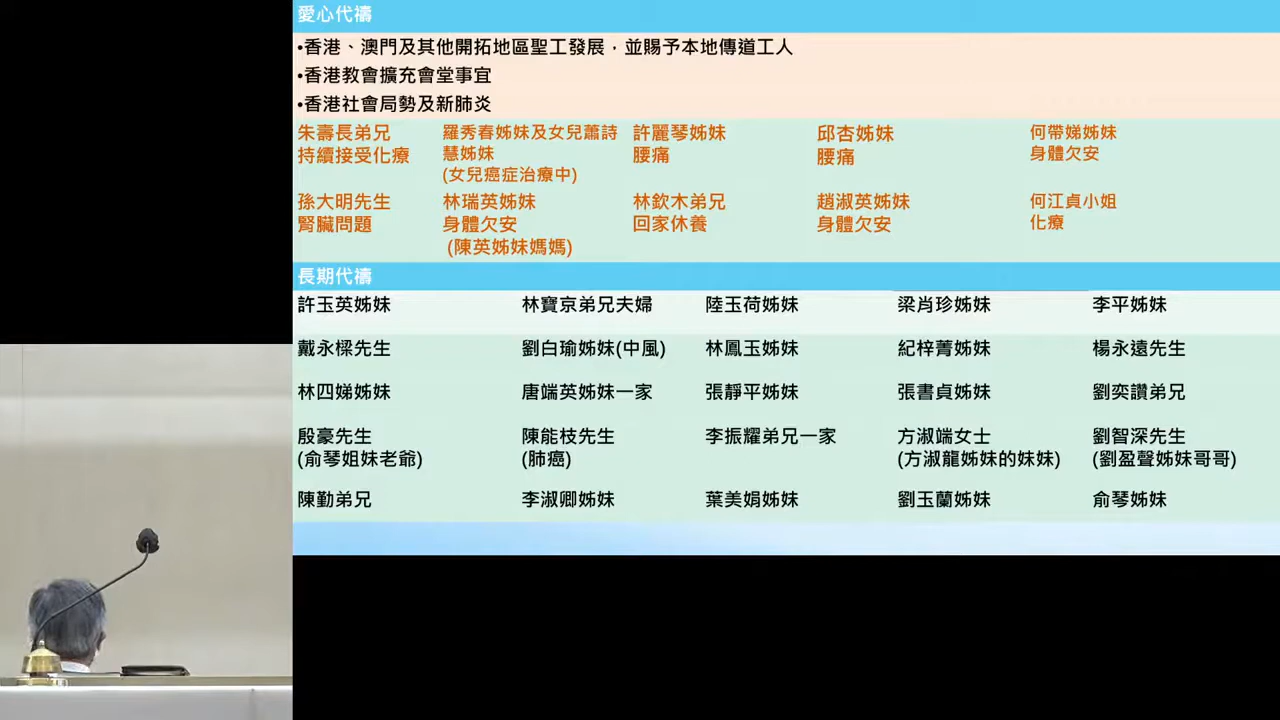 愛心代禱
•香港、澳門及其他開拓地區聖工發展，並賜予本地傳道工人
•香港教會擴充會堂事宜
•香港社會局勢及新肺炎
朱壽長弟兄
持續接受化療
羅秀春姊妹及女兒蕭詩
慧姊妹
(女兒癌症治療中)
許麗琴姊妹
腰痛
邱杏姊妹
腰痛
何帶娣姊妹
身體欠安
孫大明先生
腎臟問題
林瑞英姊妹
身體欠安
(陳英姊妹媽媽)
林欽木弟兄
回家休養
趙淑英姊妹
身體欠安
何江貞小姐
化療
長期代禱
許玉英姊妹 林寶京弟兄夫婦 陸玉荷姊妹 梁肖珍姊妹 李平姊妹
戴永樑先生 劉白瑜姊妹(中風) 林鳳玉姊妹 紀梓菁姊妹 楊永遠先生
林四娣姊妹 唐端英姊妹一家 張靜平姊妹 張書貞姊妹 劉奕讚弟兄
殷豪先生
(俞琴姐妹老爺)
陳能枝先生
(肺癌)
李振耀弟兄一家
方淑端女士
(方淑龍姊妹的妹妹)
劉智深先生
(劉盈聲姊妹哥哥)
陳勤弟兄 李淑卿姊妹 葉美娟姊妹 劉玉蘭姊妹 俞琴姊妹